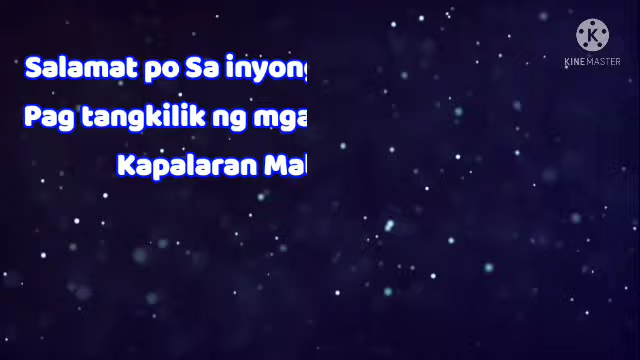 Salamat po Sa inyong
Pag tangkilik ng mga
Kapalaran
KINEMASTER